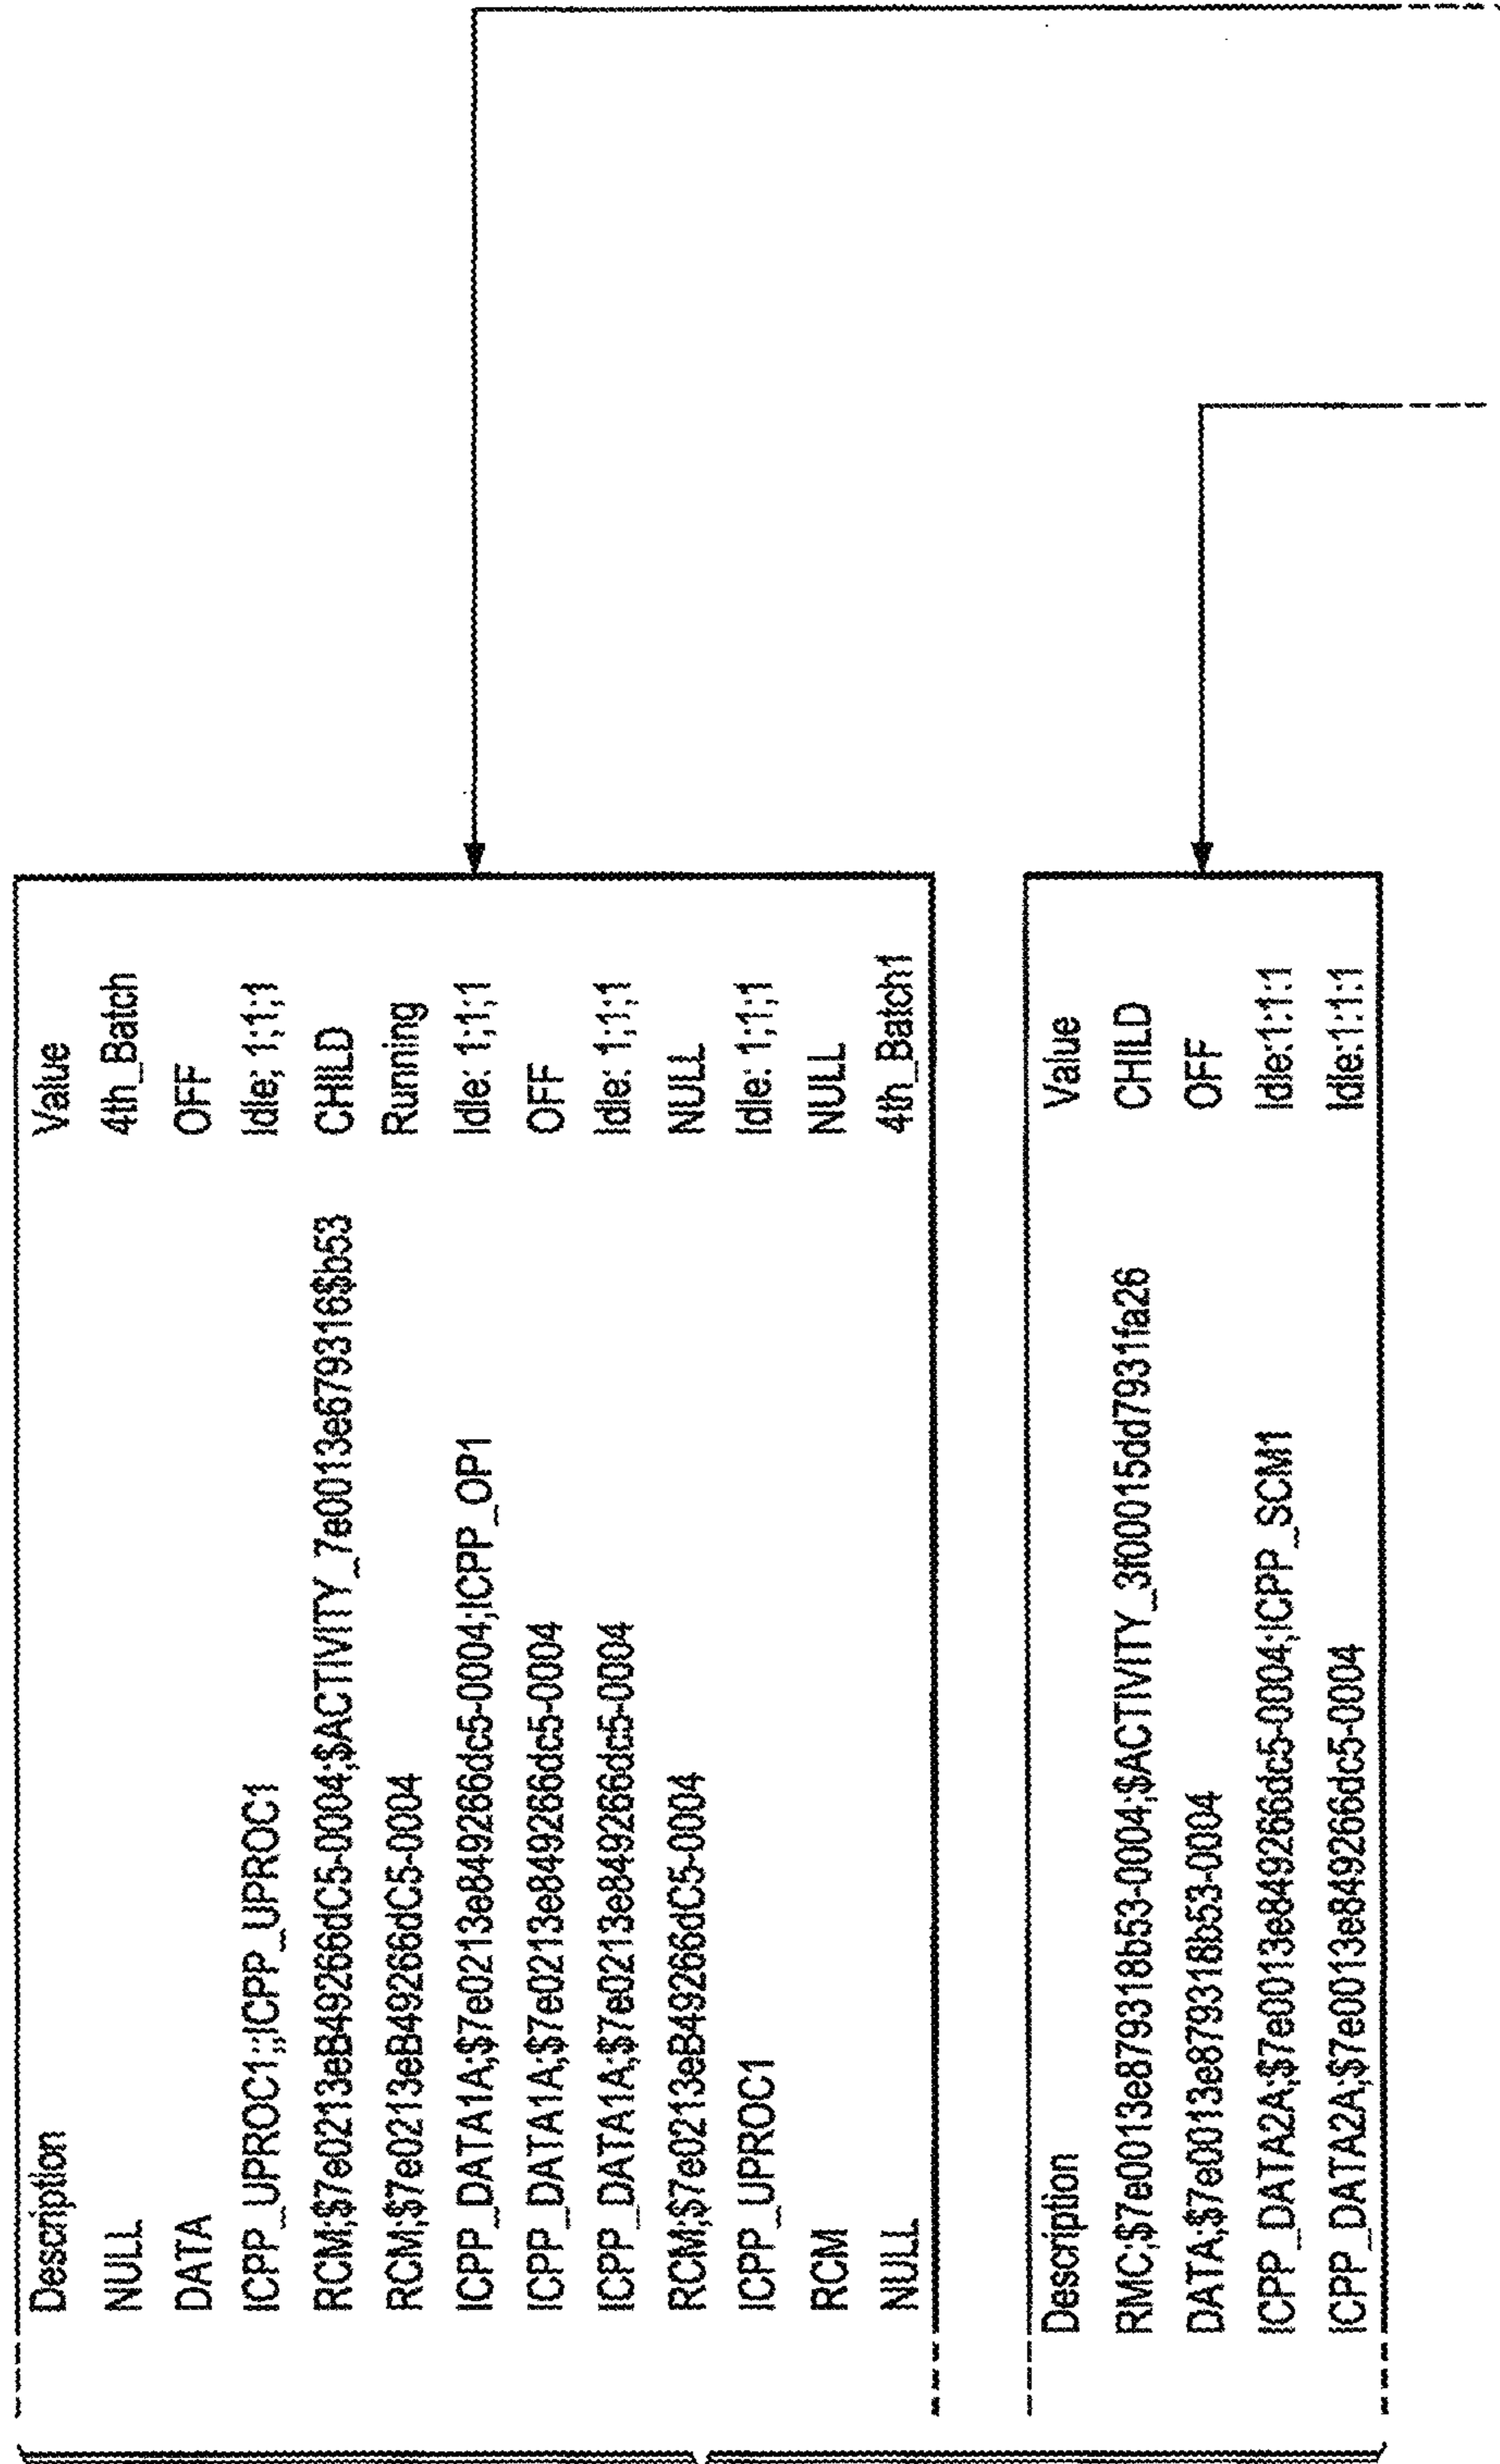 Description Value
NULL 4th_Batch
DATA OFF
ICPP_UPROC1;;ICPP_UPROC1 Idle; 1;1;1
RCM;$7e0213eB49266dC5-0004;$ACTIVITY_7e0013e679316$b53 CHILD
RCM;$7e0213eB49266dC5-0004 Running
ICPP_DATA1A;$7e0213e849266dc5-0004;ICPP_OP1 Idle: 1;1;1
ICPP_DATA1A;$7e0213e849266dc5-0004 OFF
ICPP_DATA1A;$7e0213e849266dc5-0004 Idle: 1;1;1
RCM;$7e0213eB49266dC5-0004 NULL
ICPP_UPROC1 Idle: 1;1;1
RCM NULL
NULL 4th_Batch1
Description Value
RMC;$7e0013e879318b53-0004;$ACTIVITY_3f00015dd7931fa26 CHILD
DATA;$7e0013e879318b53-0004 OFF
ICPP_DATA2A;$7e0013e849266dc5-0004;ICPP_SCM1 Idle:1:1:1
ICPP_DATA2A;$7e0013e849266dc5-0004 Idle:1:1:1